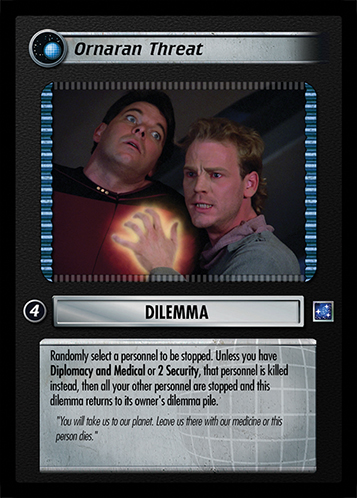 Ornaran Threat
4
DILEMMA
Randomly select a personnel to be stopped. Unless you have
Diplomacy and Medical or 2 Security, that personnel is killed
instead, then all your other personnel are stopped and this
dilemma returns to its owner's dilemma pile.
"You will take us to our planet. Leave us there with our medicine or this
person dies."